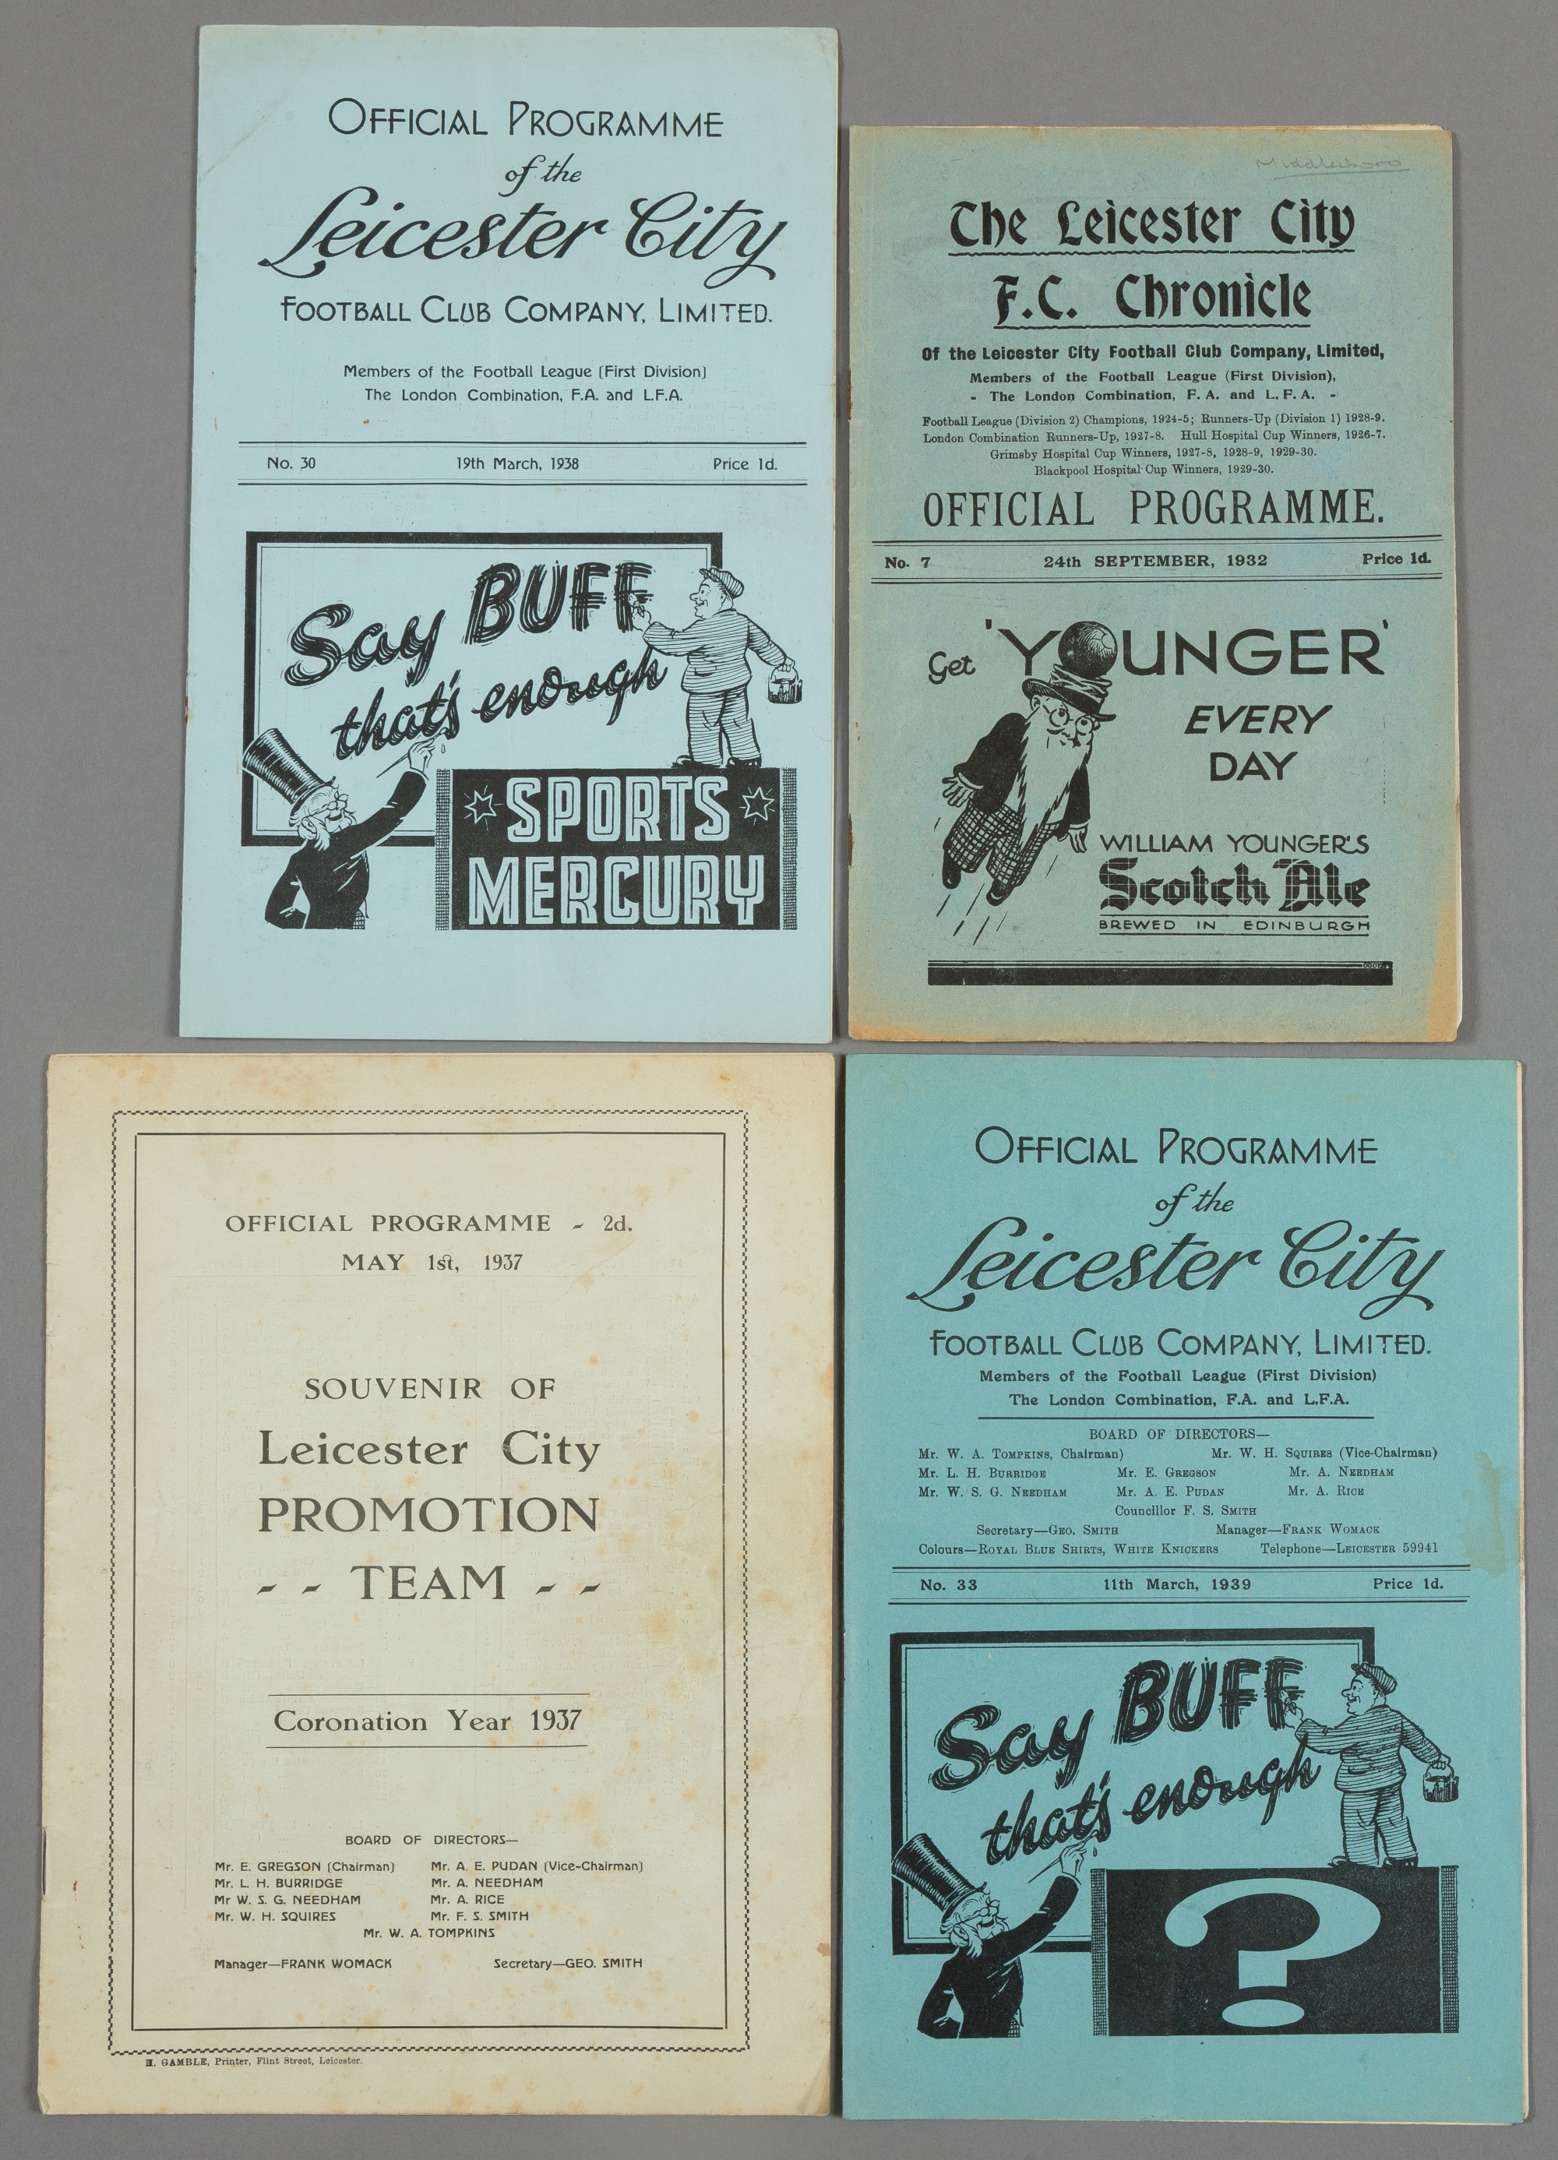 OFFICIAL PROGRAMME
of the
Leicester City
FOOTBALL CLUB COMPANY, LIMITED.
Members of the Football League (First Division)
The London Combination, F.A. and L.F.A.
No. 30 19th March, 1938 Price 1d.
Say BUFF
that's enough
SPORTS
MERCURY
Middlesboro
The Leicester City
F.C. Chronicle
Of the Leicester City Football Club Company, Limited,
Members of the Football League (First Division),
- The London Combination, F. A. and L. F. A. -
Football League (Division 2) Champions, 1924-5; Runners-Up (Division 1) 1928-9.
London Combination Runners-Up, 1927-8. Hull Hospital Cup Winners, 1926-7.
Grimsby Hospital Cup Winners, 1927-8, 1928-9, 1929-30.
Blackpool Hospital Cup Winners, 1929-30.
OFFICIAL PROGRAMME.
No. 7 24th SEPTEMBER, 1932 Price 1d.
Get 'YOUNGER'
EVERY
DAY
WILLIAM YOUNGER'S
Scotch Ale
BREWED IN EDINBURGH
OFFICIAL PROGRAMME - 2d.
MAY 1st, 1937
SOUVENIR OF
Leicester City
PROMOTION
- - TEAM - -
Coronation Year 1937
BOARD OF DIRECTORS—
Mr. E. GREGSON (Chairman) Mr. A. E. PUDAN (Vice-Chairman)
Mr. L. H. BURRIDGE Mr. A. NEEDHAM
Mr W. S. G. NEEDHAM Mr. A. RICE
Mr. W. H. SQUIRES Mr. F. S. SMITH
Mr. W. A. TOMPKINS
Manager—FRANK WOMACK Secretary—GEO. SMITH
H. GAMBLE, Printer, Flint Street, Leicester.
OFFICIAL PROGRAMME
of the
Leicester City
FOOTBALL CLUB COMPANY, LIMITED.
Members of the Football League (First Division)
The London Combination, F.A. and L.F.A.
BOARD OF DIRECTORS—
Mr. W. A. TOMPKINS, Chairman) Mr. W. H. SQUIRES (Vice-Chairman)
Mr. L. H. BURRIDGE Mr. E. GREGSON Mr. A. NEEDHAM
Mr. W. S. G. NEEDHAM Mr. A. E. PUDAN Mr. A. RICE
Councillor F. S. SMITH
Secretary—GEO. SMITH Manager—FRANK WOMACK
Colours—ROYAL BLUE SHIRTS, WHITE KNICKERS Telephone—LEICESTER 59941
No. 33 11th March, 1939 Price 1d.
Say BUFF
that's enough
?